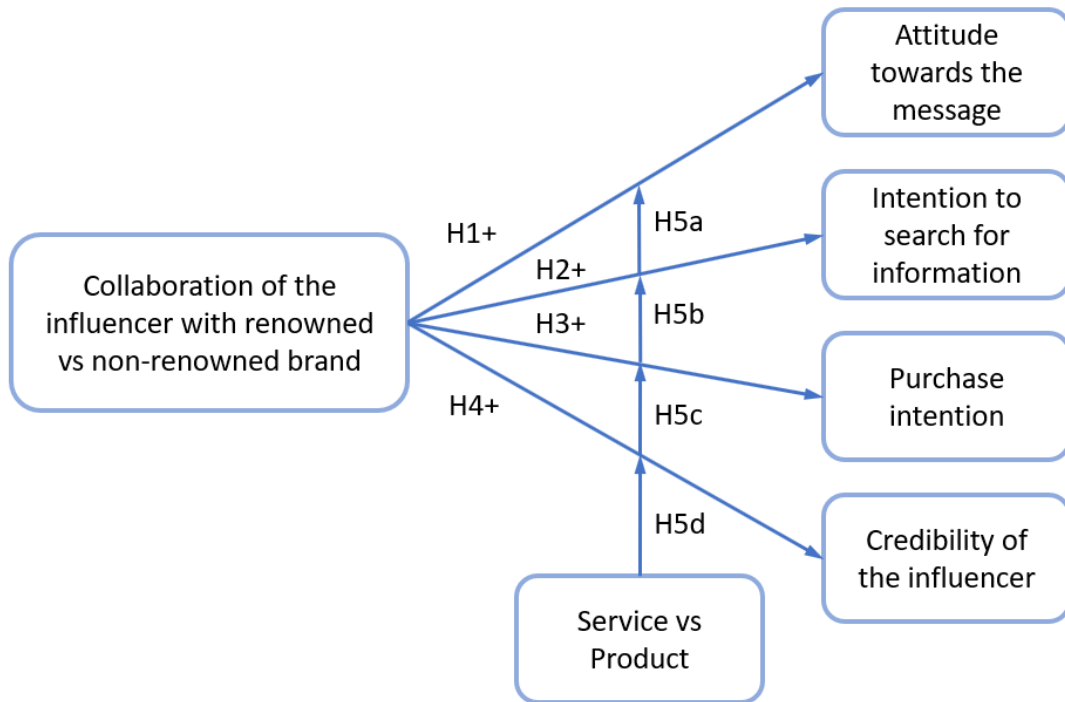 Attitude
towards the
message
Intention to
search for
information
H1+
H5a
H2+
Collaboration of the
influencer with renowned
vs non-renowned brand
H5b
H3+
Purchase
intention
H4+
H5c
H5d
Credibility of
the influencer
Service vs
Product